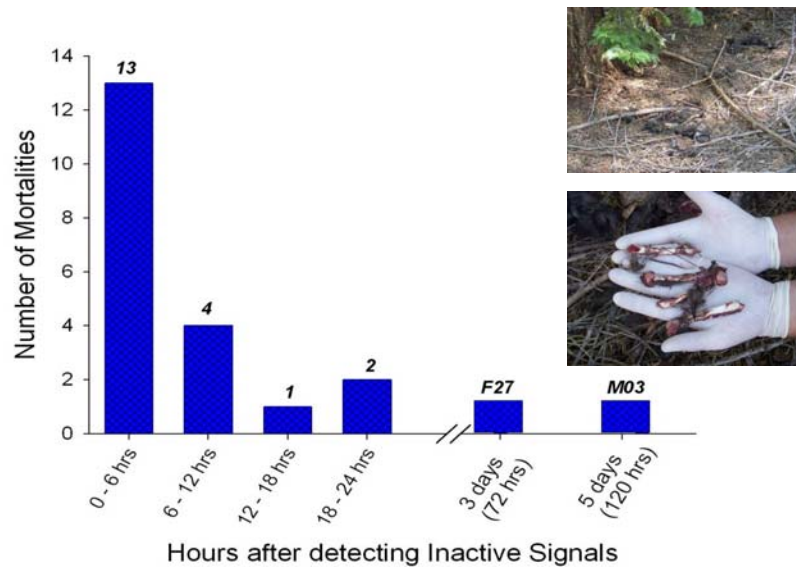 Number of Mortalities
14
12
10
8
6
4
2
0
13
4
1
2
F27
M03
0 - 6 hrs
6 - 12 hrs
12 - 18 hrs
18 - 24 hrs
3 days
(72 hrs)
5 days
(120 hrs)
Hours after detecting Inactive Signals